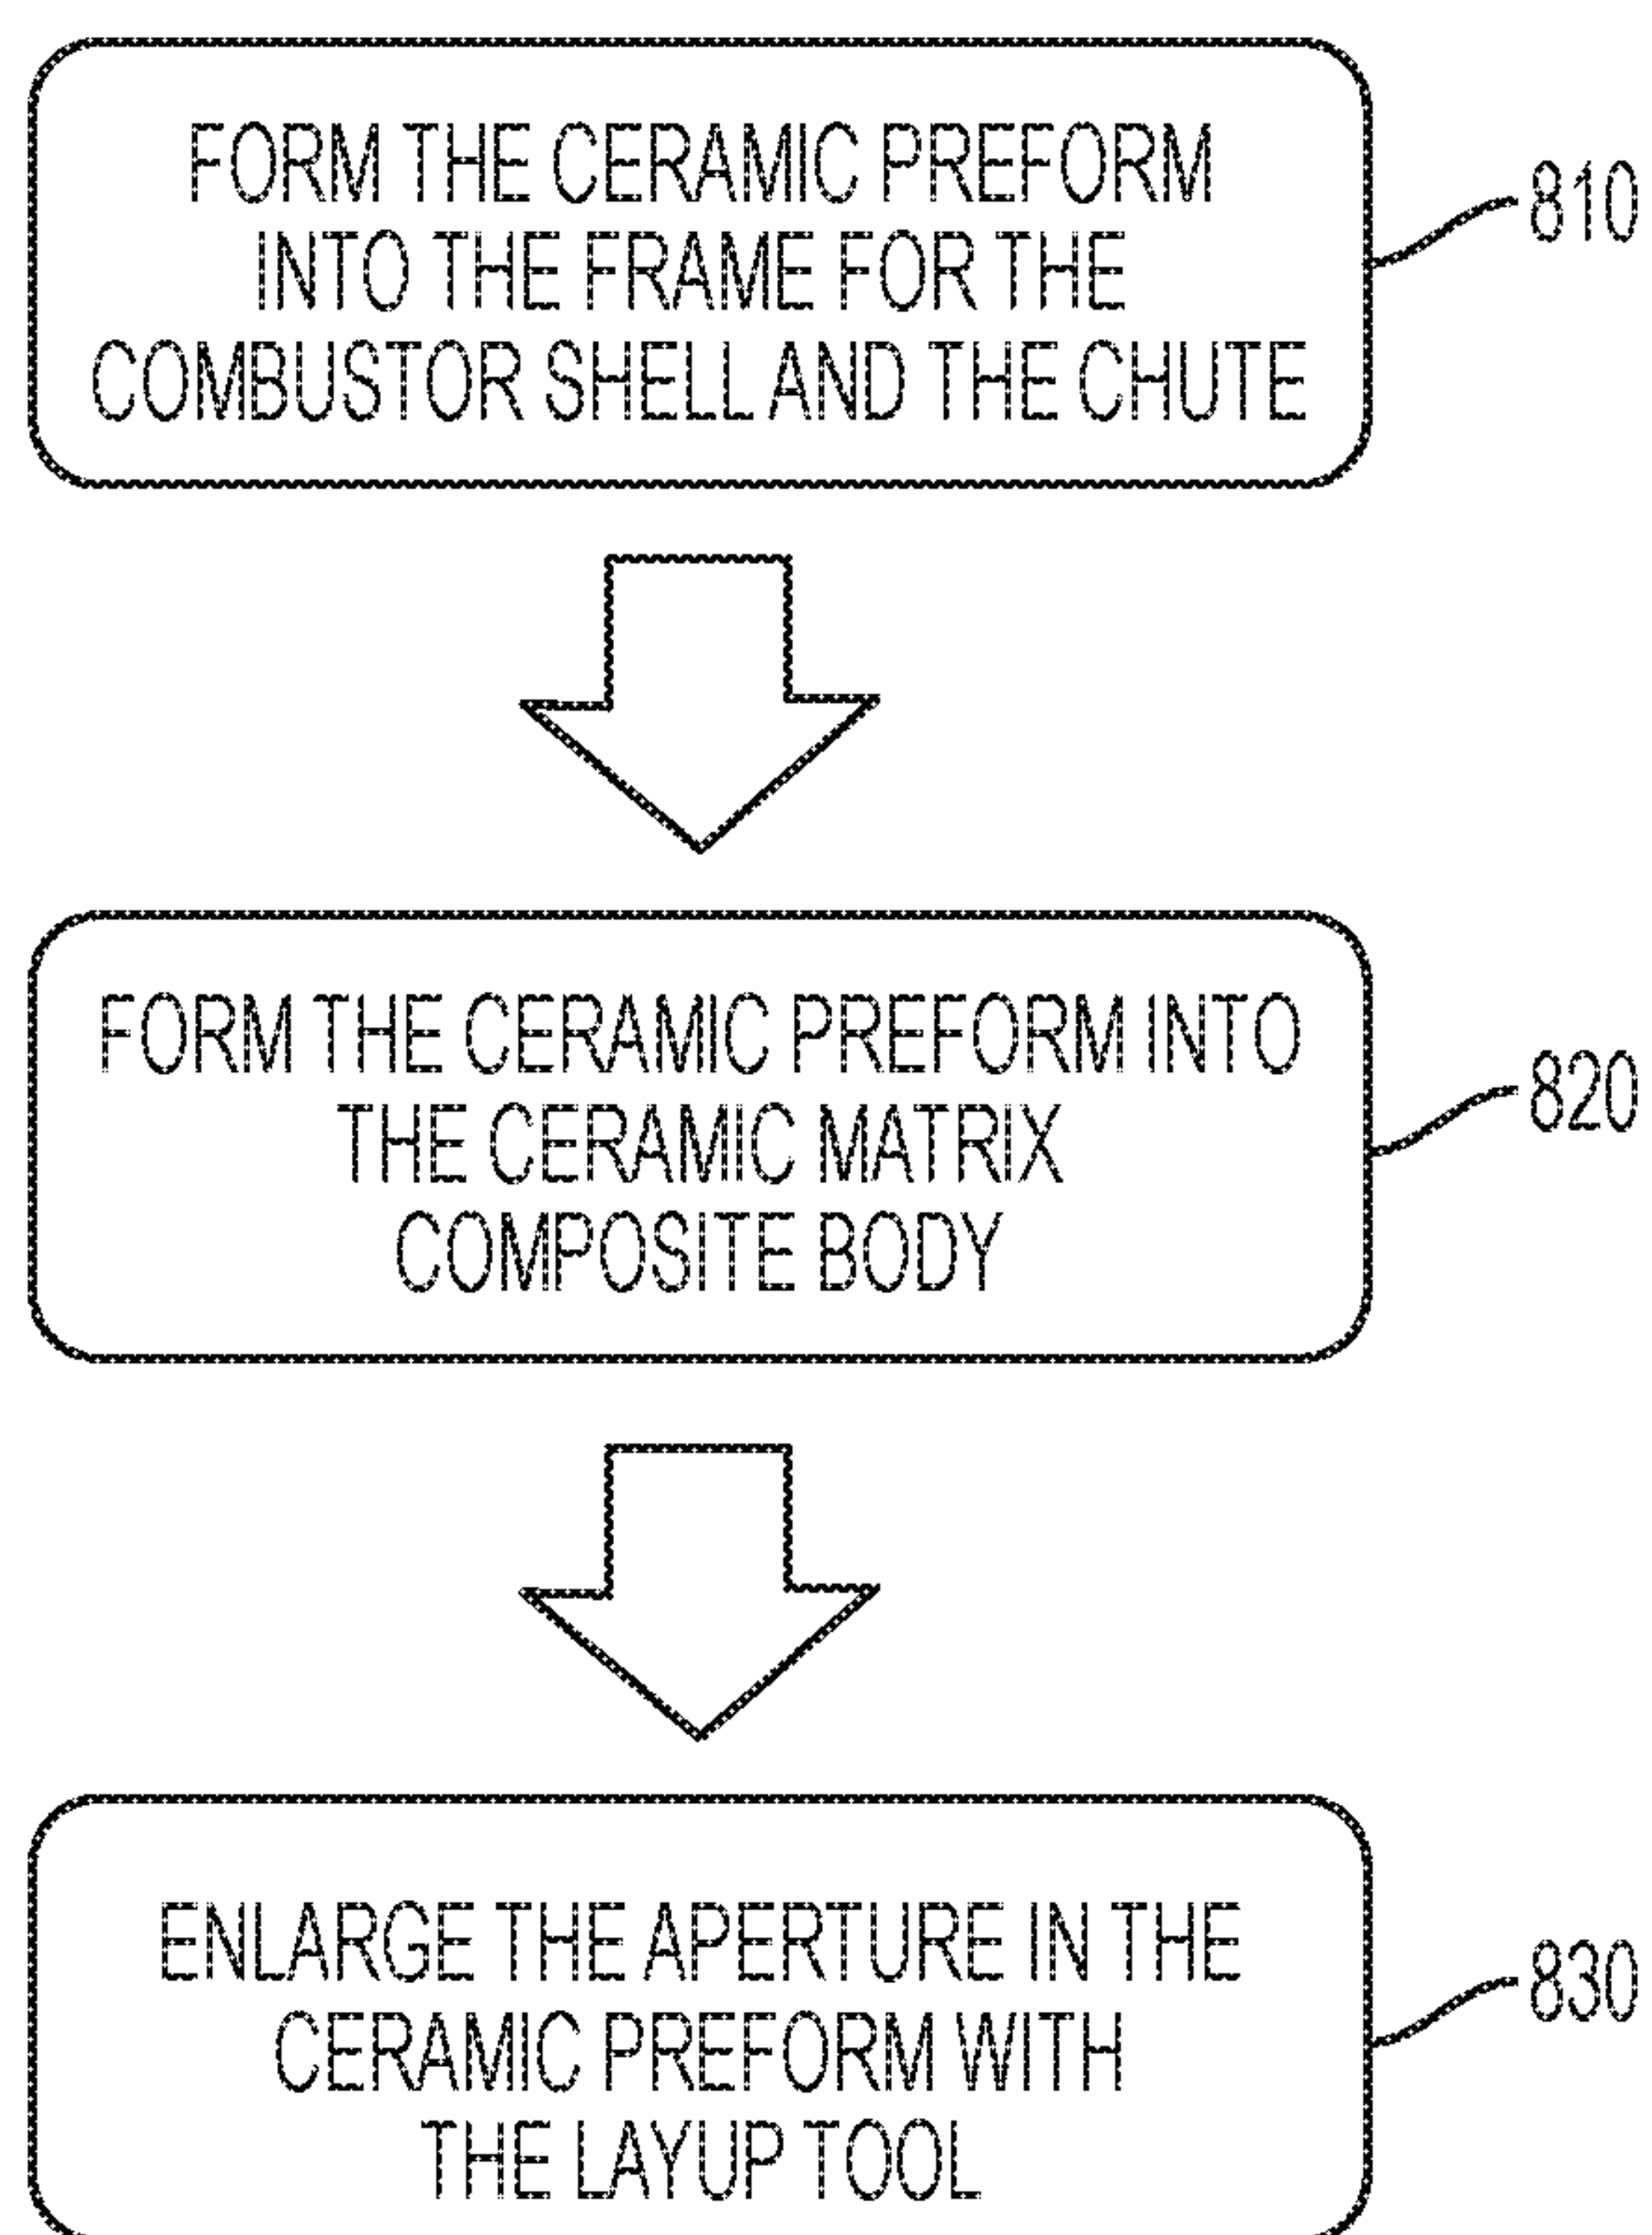 FORM THE CERAMIC PREFORM
INTO THE FRAME FOR THE
COMBUSTOR SHELL AND THE CHUTE
810
FORM THE CERAMIC PREFORM INTO
THE CERAMIC MATRIX
COMPOSITE BODY
820
ENLARGE THE APERTURE IN THE
CERAMIC PREFORM WITH
THE LAYUP TOOL
830